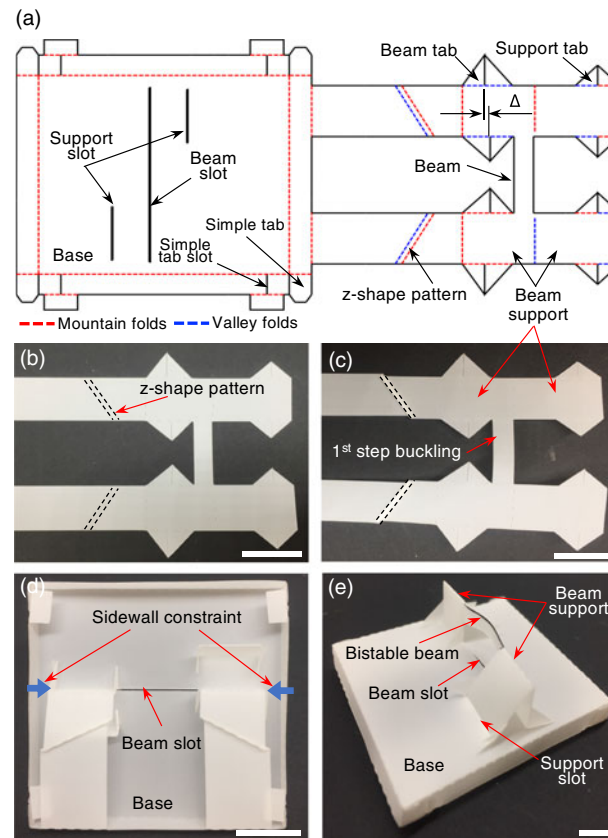 (a)
Beam tab
Support tab
Δ
Support
slot
Beam
slot
Beam
Simple tab
Base
Simple
tab slot
z-shape pattern
Beam
support
Mountain folds
Valley folds
(b)
z-shape pattern
(c)
1st step buckling
(d)
Sidewall constraint
Beam slot
Base
(e)
Beam
support
Bistable beam
Beam slot
Base
Support
slot